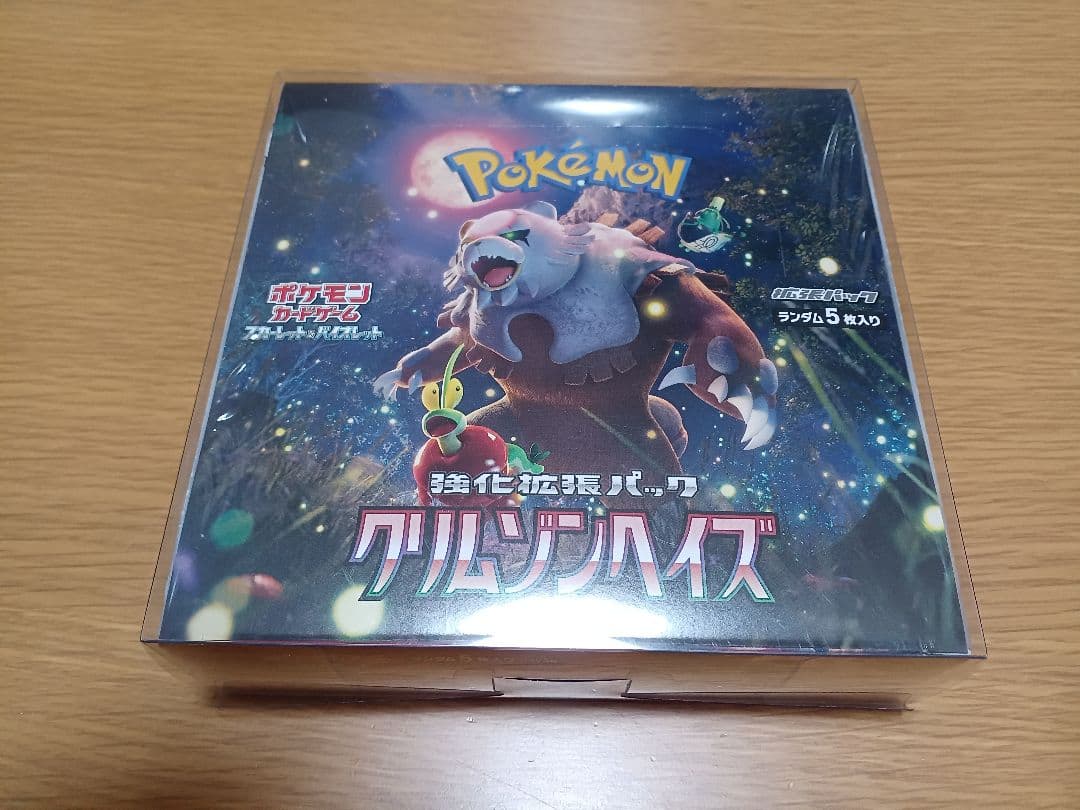 POKéMON
ポケモン
カードゲーム
スカーレット&バイオレット
拡張パック
ランダム5枚入り
強化拡張パック
クリムゾンヘイズ